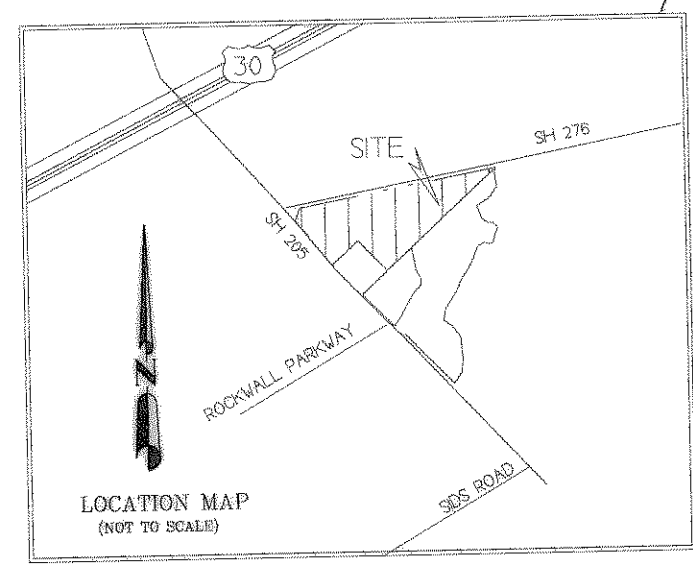 30
SH 276
SITE
SH 205
ROCKWALL PARKWAY
N
SIDS ROAD
LOCATION MAP
(NOT TO SCALE)